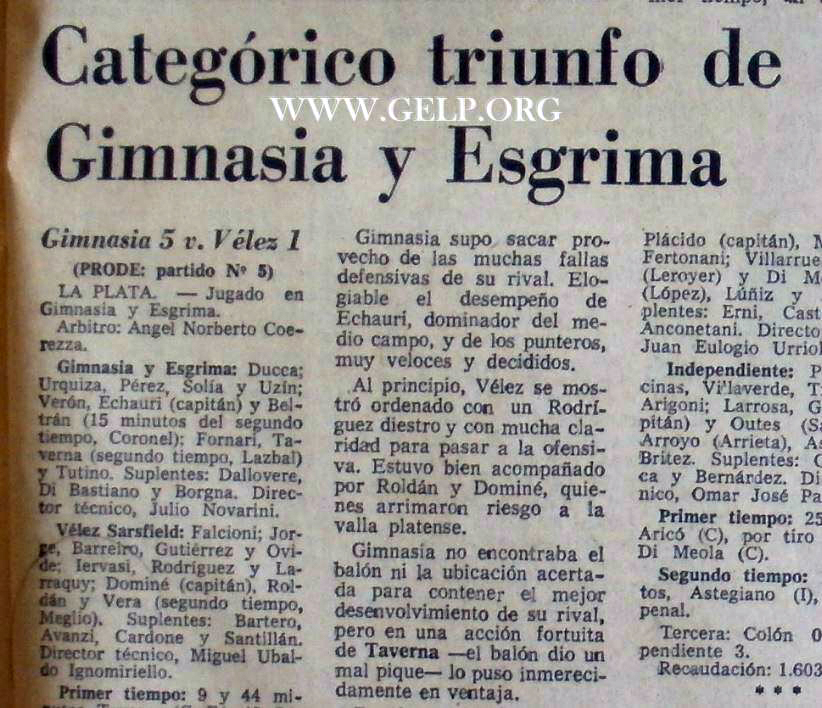 Categórico triunfo de
WWW.GELP.ORG
Gimnasia y Esgrima
Gimnasia 5 v. Vélez 1
(PRODE: partido Nº 5)
LA PLATA. — Jugado en
Gimnasia y Esgrima.
Arbitro: Angel Norberto Coe-
rezza.
Gimnasia y Esgrima: Ducca;
Urquiza, Pérez, Solía y Uzín;
Verón, Echauri (capitán) y Bel-
trán (15 minutos del segundo
tiempo, Coronel); Fornari, Ta-
verna (segundo tiempo, Lazbal)
y Tutino. Suplentes: Dallovere,
Di Bastiano y Borgna. Direc-
tor técnico, Julio Novarini.
Vélez Sarsfield: Falcioni; Jor-
ge, Barreiro, Gutiérrez y Ovi-
de; Iervasi, Rodríguez y La-
rraquy; Dominé (capitán), Rol-
dán y Vera (segundo tiempo,
Meglio). Suplentes: Bartero,
Avanzi, Cardone y Santillán.
Director técnico, Miguel Ubal-
do Ignomiriello.
Primer tiempo: 9 y 44 mi-
Gimnasia supo sacar pro-
vecho de las muchas fallas
defensivas de su rival. Elo-
giable el desempeño de
Echauri, dominador del me-
dio campo, y de los punteros,
muy veloces y decididos.
Al principio, Vélez se mos-
tró ordenado con un Rodrí-
guez diestro y con mucha cla-
ridad para pasar a la ofensi-
va. Estuvo bien acompañado
por Roldán y Dominé, quie-
nes arrimaron riesgo a la
valla platense.
Gimnasia no encontraba el
balón ni la ubicación acerta-
da para contener el mejor
desenvolvimiento de su rival,
pero en una acción fortuita
de Taverna —el balón dio un
mal pique— lo puso inmereci-
damente en ventaja.
Plácido (capitán), M
Fertonani; Villarrue
(Leroyer) y Di Me
(López), Lúñiz y
plentes: Erni, Cast
Anconetani. Directo
Juan Eulogio Urriol
Independiente: P
cinas, Villaverde, T
Arigoni; Larrosa, G
pitán) y Outes (Sa
Arroyo (Arrieta), As
Britez. Suplentes: C
ca y Bernárdez. Di
nico, Omar José Pa
Primer tiempo: 25
Aricó (C), por tiro
Di Meola (C).
Segundo tiempo:
tos, Astegiano (I),
penal.
Tercera: Colón 0
pendiente 3.
Recaudación: 1.603
* * *